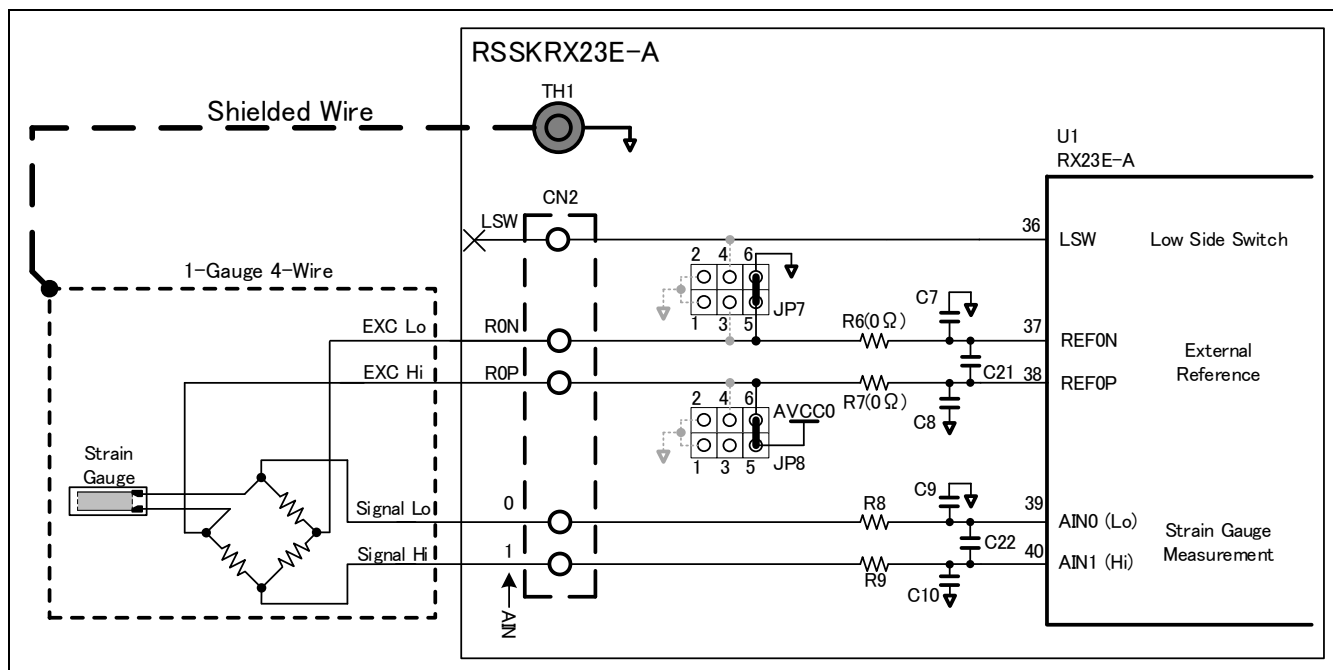 RSSKRX23E-A
TH1
Shielded Wire
U1
RX23E-A
CN2
LSW
36
LSW
Low Side Switch
2 4 6
1 3 5
JP7
1-Gauge 4-Wire
EXC Lo
R0N
R6(0Ω)
C7
37
REF0N
C21
External
Reference
EXC Hi
R0P
R7(0Ω)
38
REF0P
C8
2 4 6
AVCC0
1 3 5
JP8
Strain
Gauge
Signal Lo
0
R8
C9
39
AIN0 (Lo)
C22
Strain Gauge
Measurement
Signal Hi
1
R9
40
AIN1 (Hi)
C10
AIN